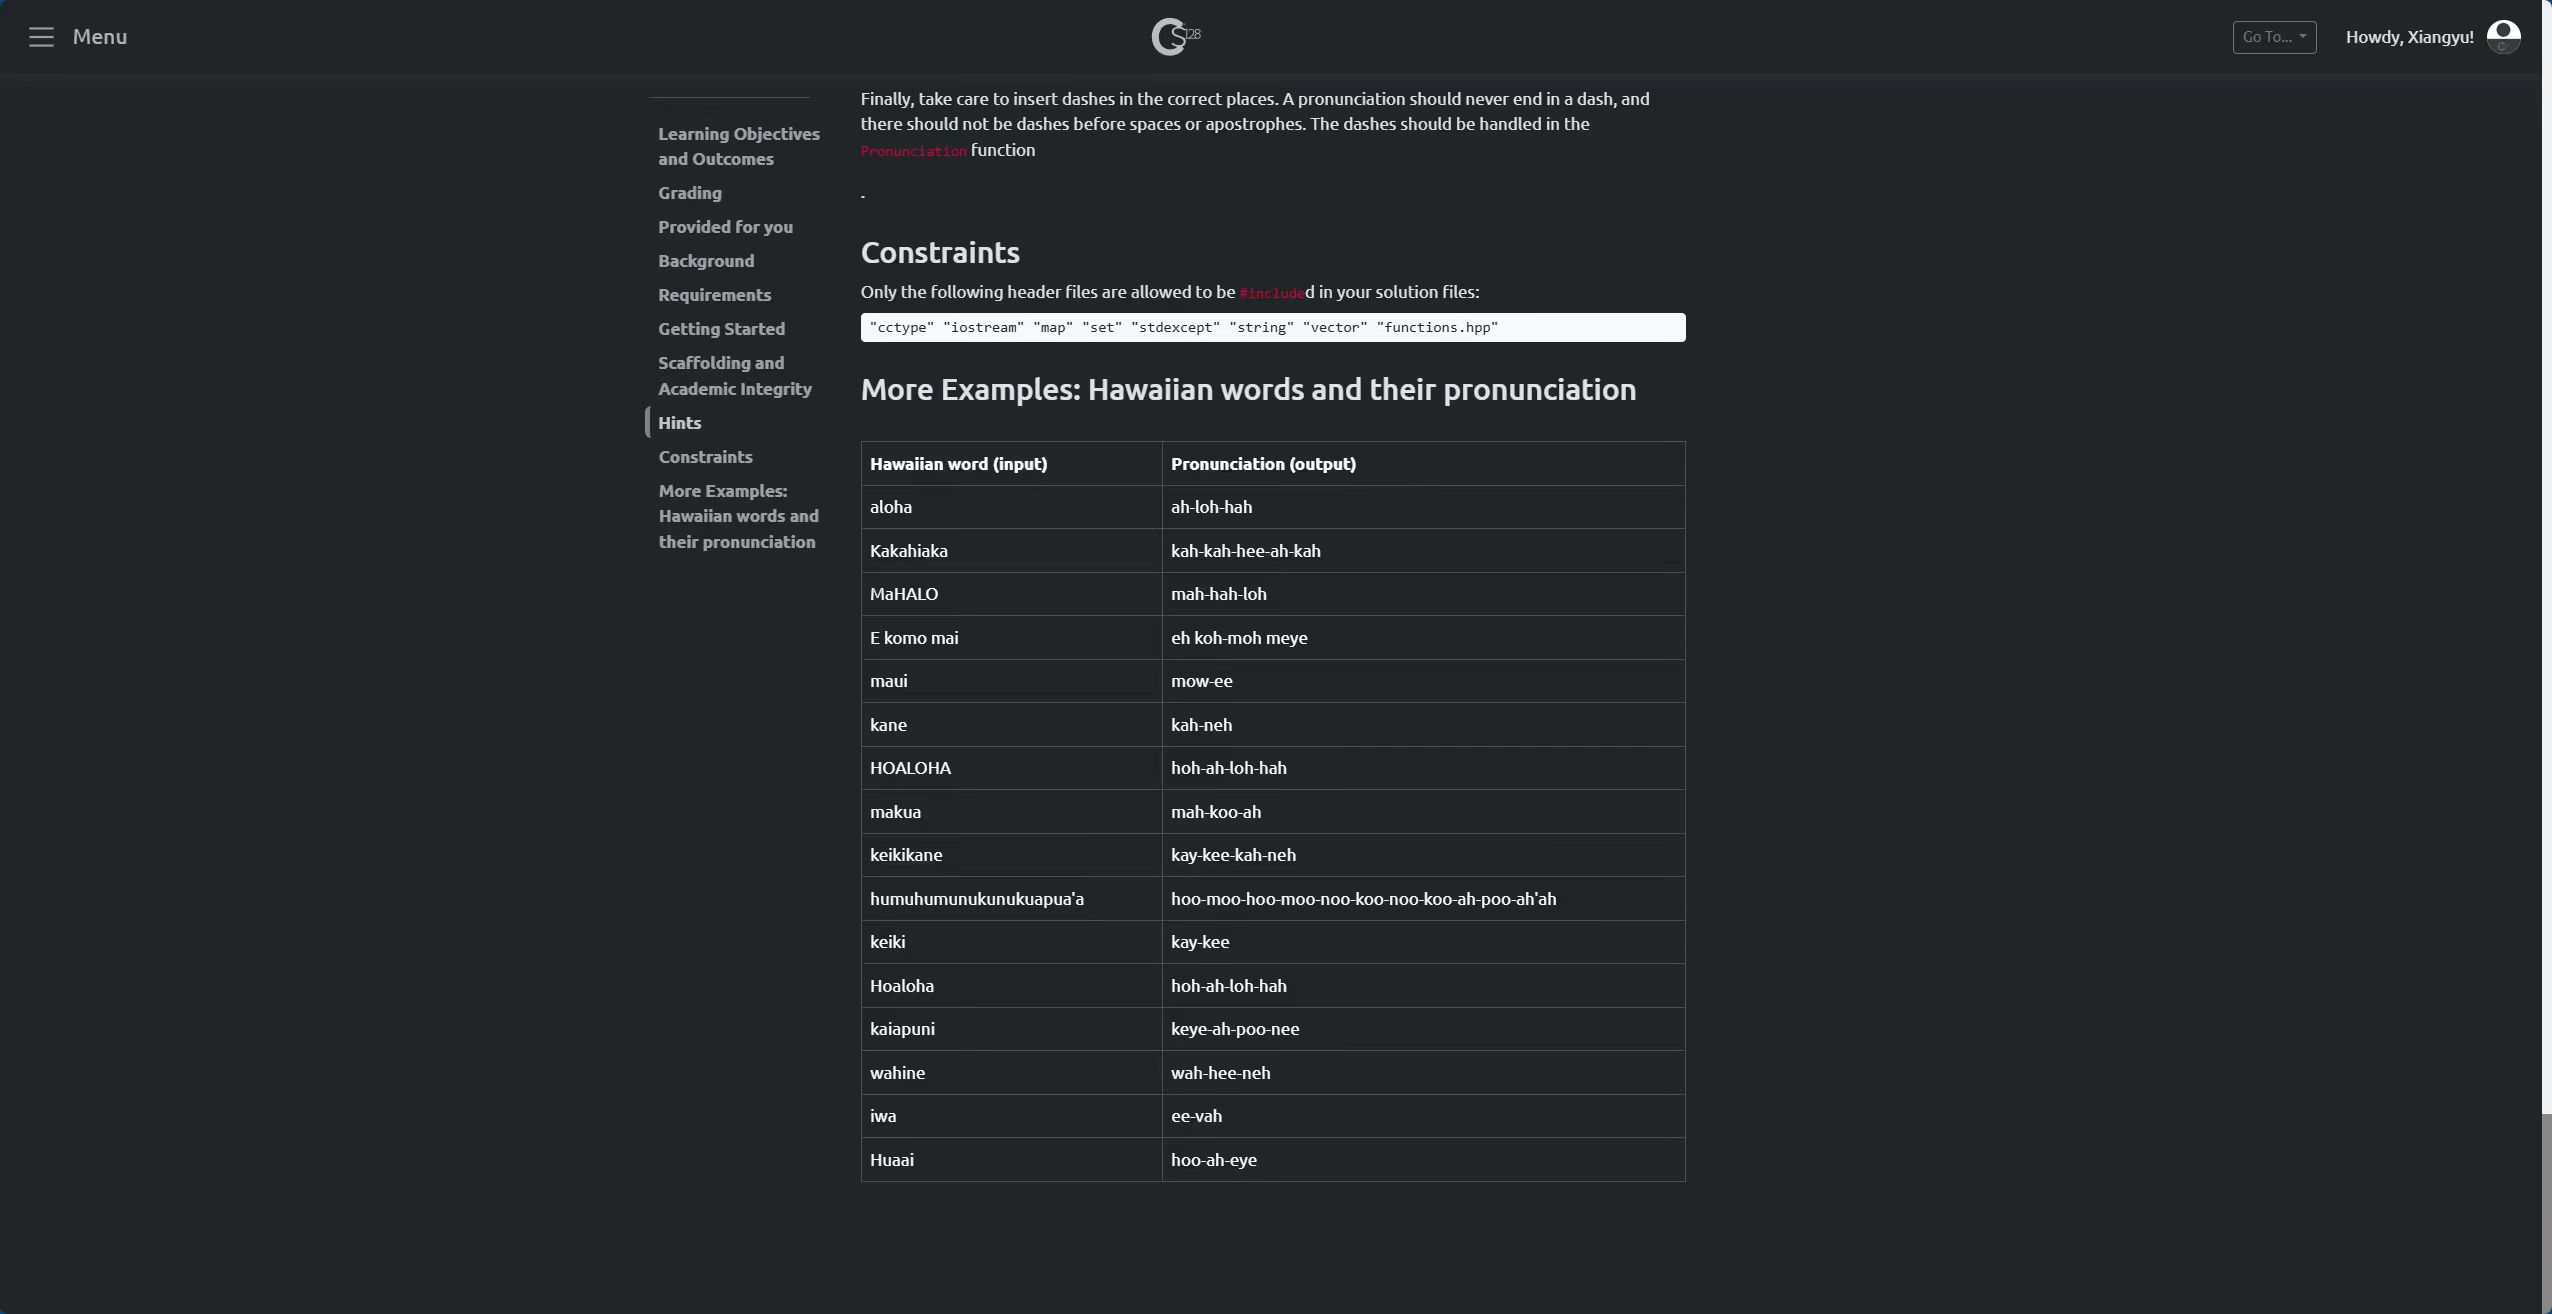 Menu
CS128
Go To...
Howdy, Xiangyu!
Learning Objectives
and Outcomes
Grading
Provided for you
Background
Requirements
Getting Started
Scaffolding and
Academic Integrity
Hints
Constraints
More Examples:
Hawaiian words and
their pronunciation
Finally, take care to insert dashes in the correct places. A pronunciation should never end in a dash, and
there should not be dashes before spaces or apostrophes. The dashes should be handled in the
Pronunciation function
.
Constraints
Only the following header files are allowed to be #included in your solution files:
"cctype" "iostream" "map" "set" "stdexcept" "string" "vector" "functions.hpp"
More Examples: Hawaiian words and their pronunciation
Hawaiian word (input) Pronunciation (output)
aloha ah-loh-hah
Kakahiaka kah-kah-hee-ah-kah
MaHALO mah-hah-loh
E komo mai eh koh-moh meye
maui mow-ee
kane kah-neh
HOALOHA hoh-ah-loh-hah
makua mah-koo-ah
keikikane kay-kee-kah-neh
humuhumunukunukuapua'a hoo-moo-hoo-moo-noo-koo-noo-koo-ah-poo-ah'ah
keiki kay-kee
Hoaloha hoh-ah-loh-hah
kaiapuni keye-ah-poo-nee
wahine wah-hee-neh
iwa ee-vah
Huaai hoo-ah-eye